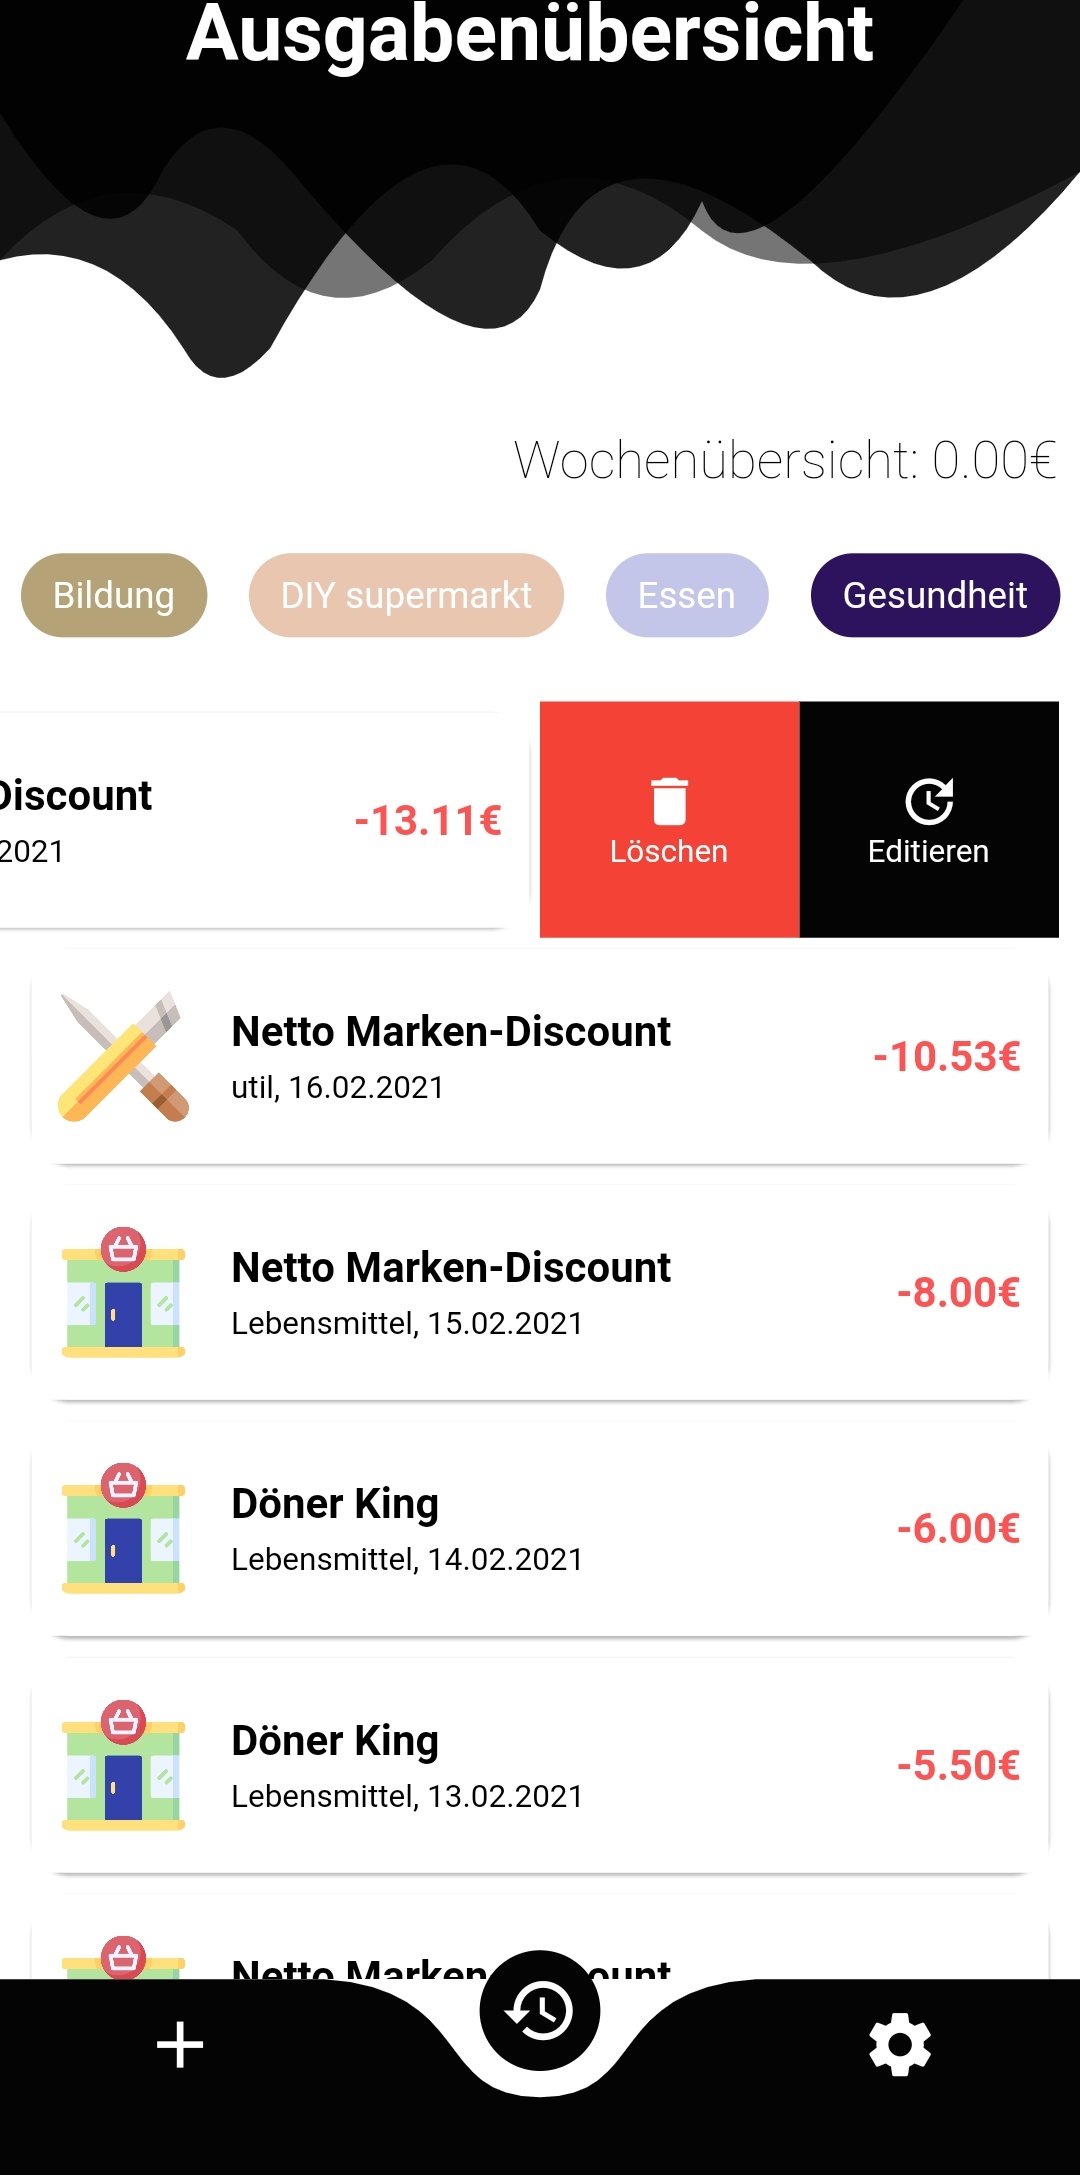 Ausgabenübersicht
Wochenübersicht: 0.00€
Bildung
DIY supermarkt
Essen
Gesundheit
Discount
-13.11€
2021
Löschen
Editieren
Netto Marken-Discount
-10.53€
util, 16.02.2021
Netto Marken-Discount
-8.00€
Lebensmittel, 15.02.2021
Döner King
-6.00€
Lebensmittel, 14.02.2021
Döner King
-5.50€
Lebensmittel, 13.02.2021
Netto Marken
ount